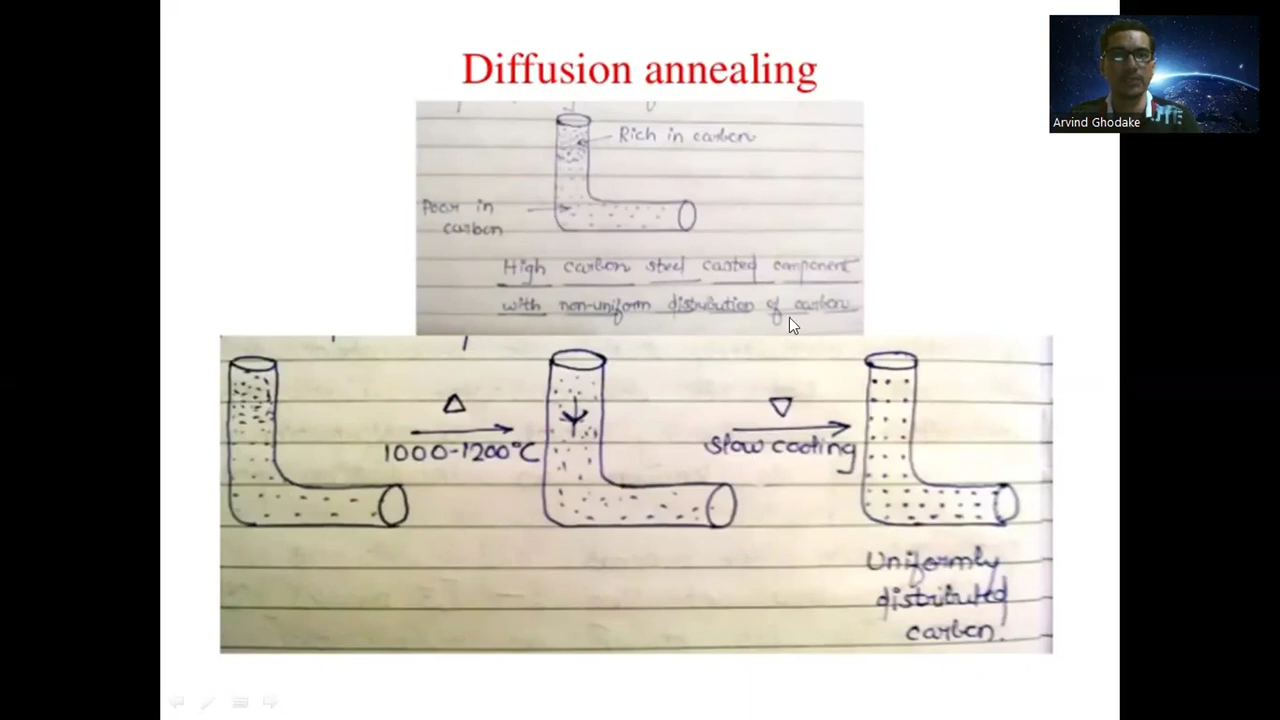 Diffusion annealing
Arvind Ghodake
Rich in carbon
Poor in
carbon
High carbon steel casted component
with non-uniform distribution of carbon
1000-1200°C
Slow cooling
Uniformly
distributed
carbon.